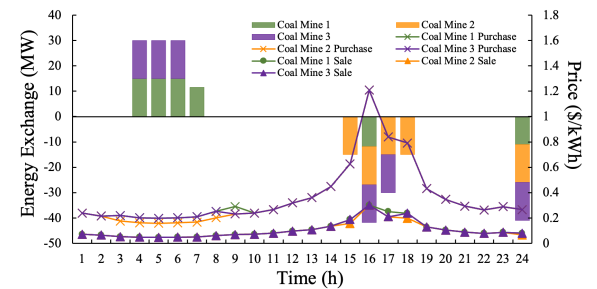 Coal Mine 1
Coal Mine 2
Coal Mine 3
Coal Mine 1 Purchase
Coal Mine 2 Purchase
Coal Mine 3 Purchase
Coal Mine 1 Sale
Coal Mine 2 Sale
Coal Mine 3 Sale
Energy Exchange (MW)
40
30
20
10
0
-10
-20
-30
-40
-50
1.8
1.6
1.4
1.2
1
0.8
0.6
0.4
0.2
0
Price ($/kWh)
1 2 3 4 5 6 7 8 9 10 11 12 13 14 15 16 17 18 19 20 21 22 23 24
Time (h)